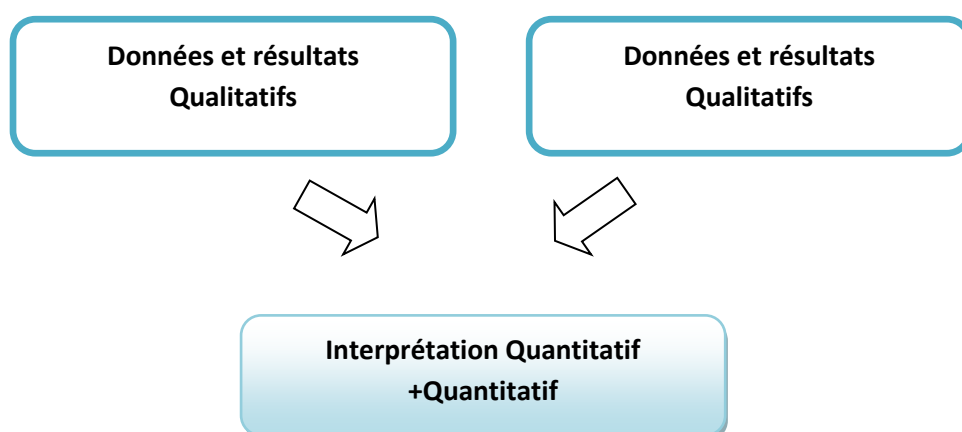 Données et résultats
Qualitatifs
Données et résultats
Qualitatifs
Interprétation Quantitatif
+Quantitatif